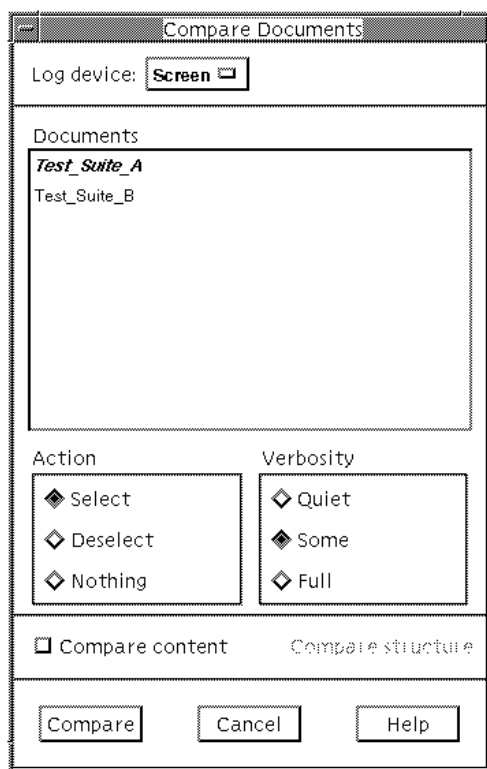 Compare Documents
Log device: Screen
Documents
Test_Suite_A
Test_Suite_B
Action Verbosity
Select Quiet
Deselect Some
Nothing Full
Compare content Compare structure
Compare Cancel Help